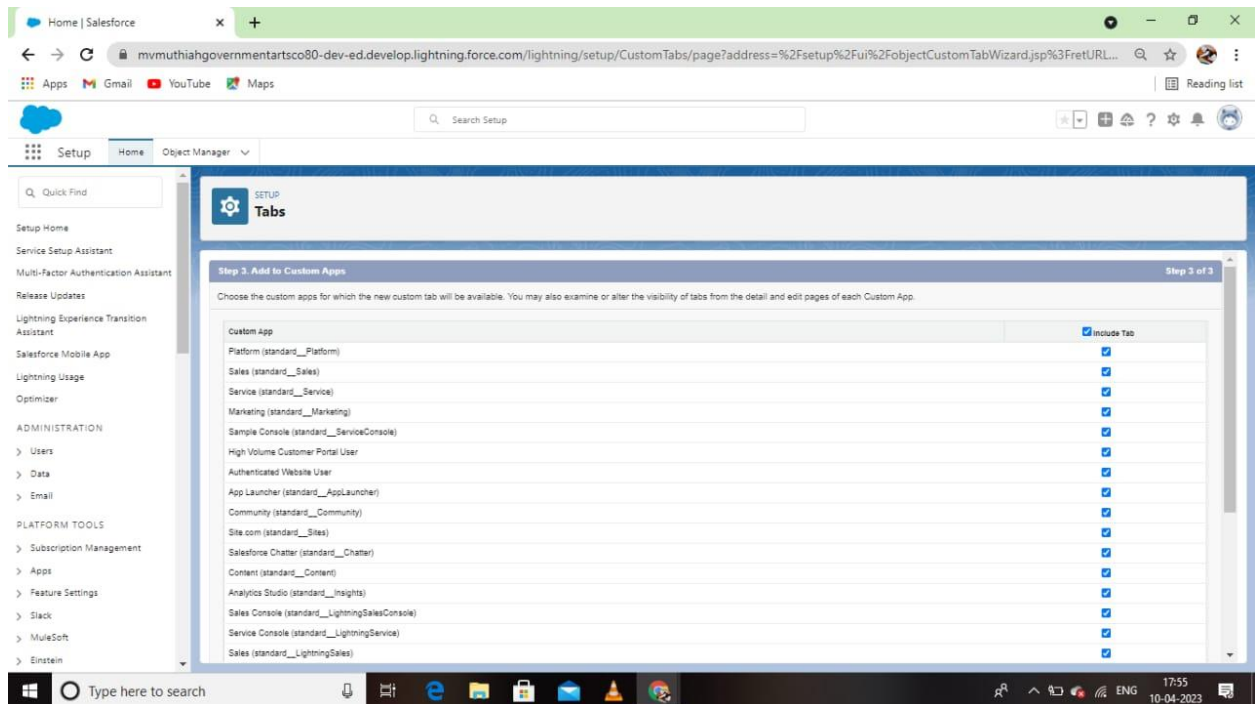 Home | Salesforce
mvmuthiahgovernmentartsco80-dev-ed.develop.lightning.force.com/lightning/setup/CustomTabs/page?address=%2Fsetup%2Fui%2FobjectCustomTabWizard.jsp%3FretURL...
Apps Gmail YouTube Maps Reading list
Search Setup
Setup Home Object Manager
Quick Find
Setup Home
Service Setup Assistant
Multi-Factor Authentication Assistant
Release Updates
Lightning Experience Transition
Assistant
Salesforce Mobile App
Lightning Usage
Optimizer
ADMINISTRATION
> Users
> Data
> Email
PLATFORM TOOLS
> Subscription Management
> Apps
> Feature Settings
> Slack
> MuleSoft
> Einstein
SETUP
Tabs
Step 3. Add to Custom Apps Step 3 of 3
Choose the custom apps for which the new custom tab will be available. You may also examine or alter the visibility of tabs from the detail and edit pages of each Custom App.
Custom App Include Tab
Platform (standard__Platform)
Sales (standard__Sales)
Service (standard__Service)
Marketing (standard__Marketing)
Sample Console (standard__ServiceConsole)
High Volume Customer Portal User
Authenticated Website User
App Launcher (standard__AppLauncher)
Community (standard__Community)
Site.com (standard__Sites)
Salesforce Chatter (standard__Chatter)
Content (standard__Content)
Analytics Studio (standard__Insights)
Sales Console (standard__LightningSalesConsole)
Service Console (standard__LightningService)
Sales (standard__LightningSales)
Type here to search
ENG
17:55
10-04-2023